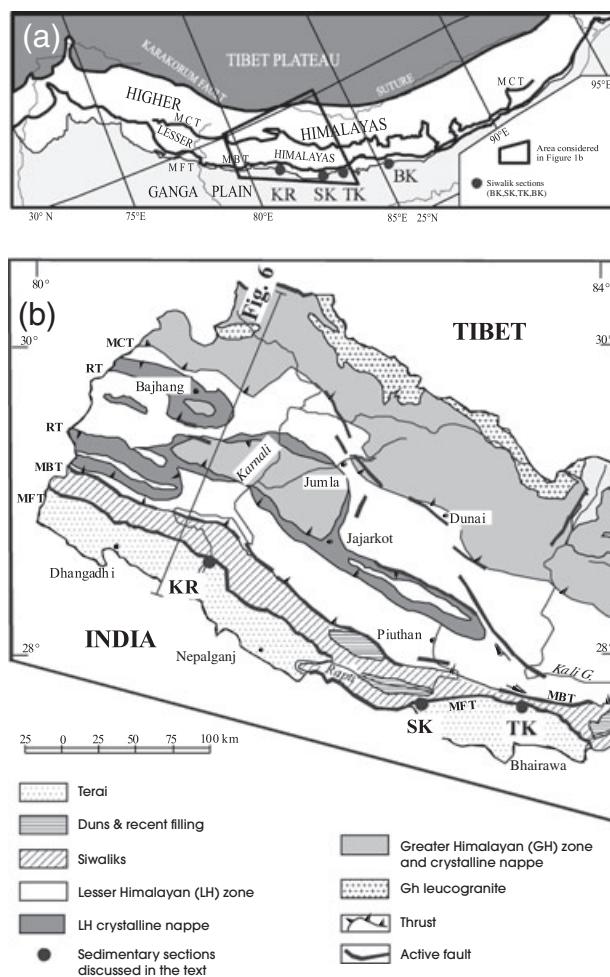 (a)
KARAKORUM FAULT
TIBET PLATEAU
SUTURE
HIGHER
HIMALAYAS
MCT
MCT
LESSER
HIMALAYAS
MBT
MFT
GANGA PLAIN
KR
SK
TK
BK
95°E
90°E
30° N
75°E
80°E
85°E
25°N
Area considered
in Figure 1b
Siwalik sections
(BK,SK,TK,BK)
(b)
80°
84°
30°
30°
28°
28°
Fig. 6
TIBET
MCT
RT
Bajhang
RT
MBT
MFT
Karnali
Jumla
Dunai
Jajarkot
Dhangadhi
KR
INDIA
Nepalganj
Piuthan
Rapti
Kali G.
MBT
MFT
SK
TK
Bhairawa
25 0 25 50 75 100 km
Terai
Duns & recent filling
Siwaliks
Lesser Himalayan (LH) zone
LH crystalline nappe
Sedimentary sections
discussed in the text
Greater Himalayan (GH) zone
and crystalline nappe
Gh leucogranite
Thrust
Active fault